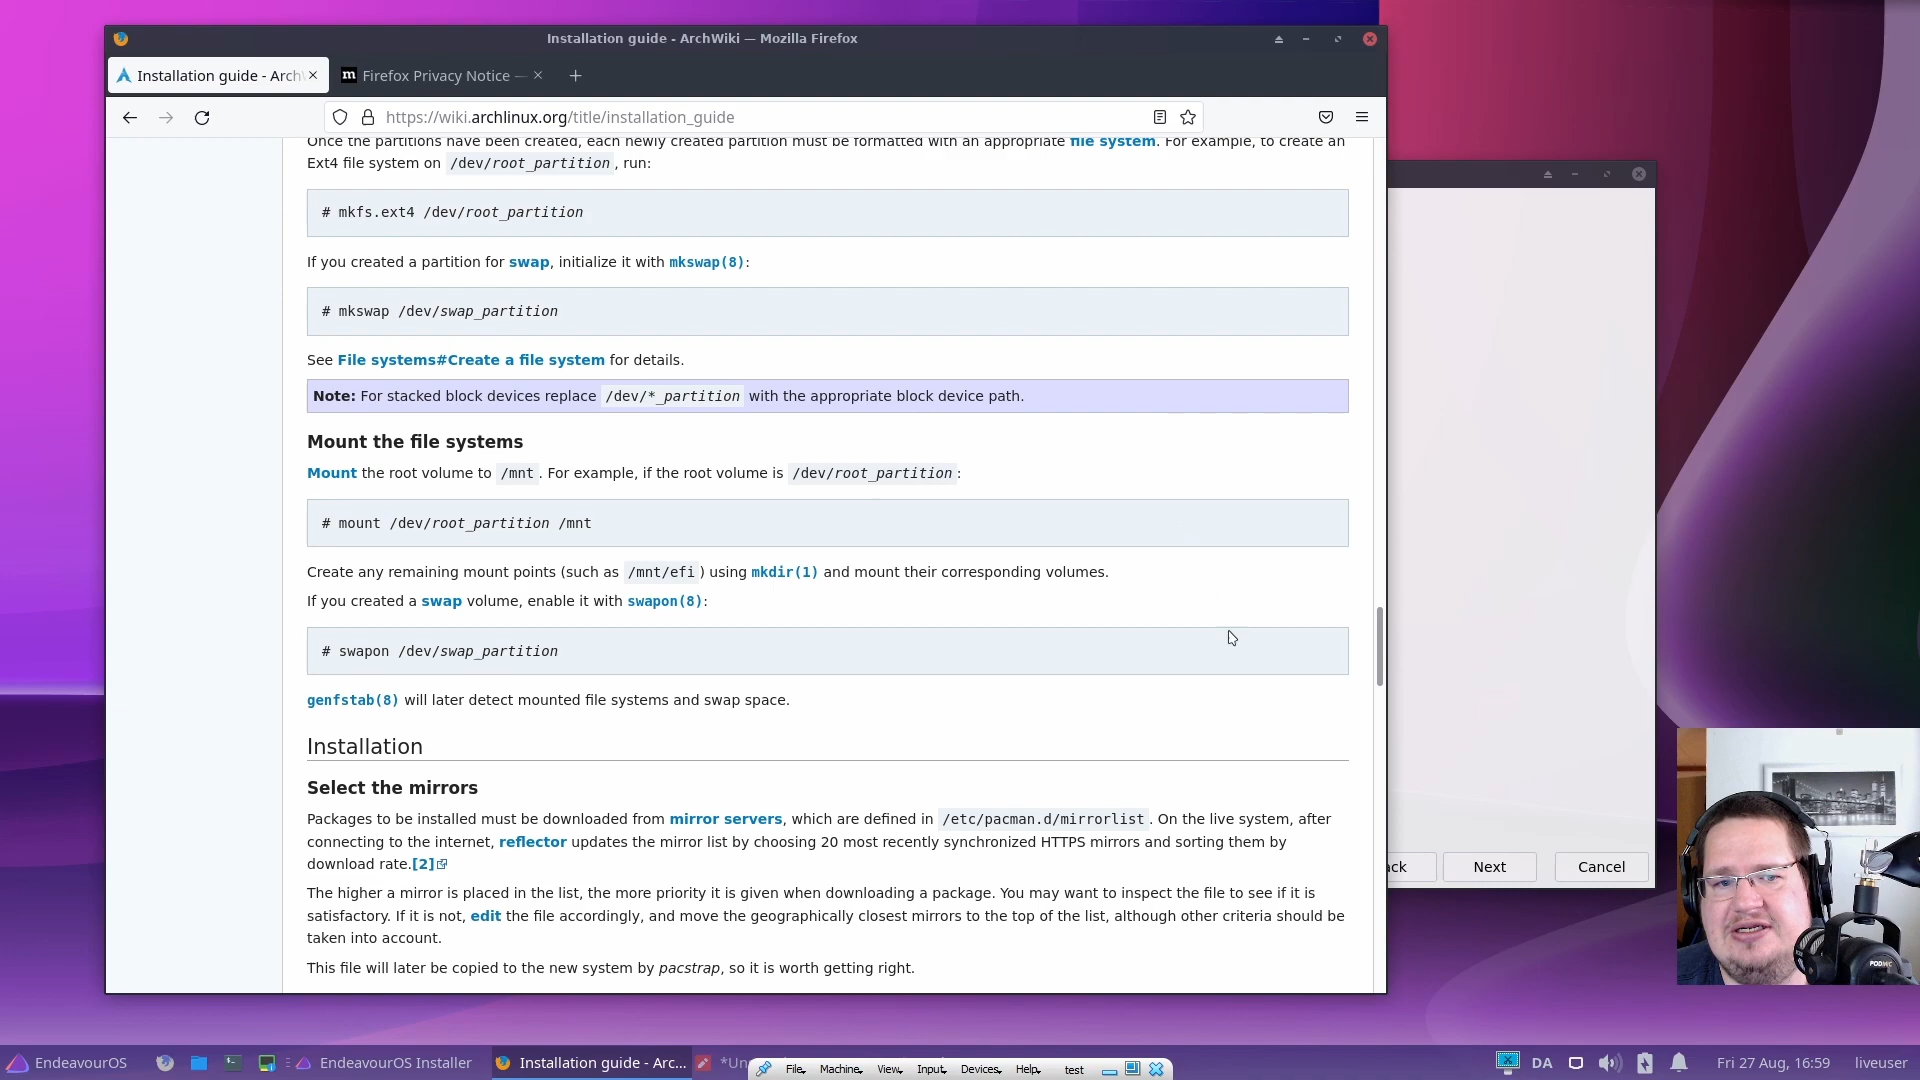 Installation guide - ArchWiki — Mozilla Firefox
Installation guide - Arch
Firefox Privacy Notice —
https://wiki.archlinux.org/title/installation_guide
Once the partitions have been created, each newly created partition must be formatted with an appropriate file system. For example, to create an
Ext4 file system on /dev/root_partition, run:
# mkfs.ext4 /dev/root_partition
If you created a partition for swap, initialize it with mkswap(8):
# mkswap /dev/swap_partition
See File systems#Create a file system for details.
Note: For stacked block devices replace /dev/*_partition with the appropriate block device path.
Mount the file systems
Mount the root volume to /mnt. For example, if the root volume is /dev/root_partition:
# mount /dev/root_partition /mnt
Create any remaining mount points (such as /mnt/efi) using mkdir(1) and mount their corresponding volumes.
If you created a swap volume, enable it with swapon(8):
# swapon /dev/swap_partition
genfstab(8) will later detect mounted file systems and swap space.
Installation
Select the mirrors
Packages to be installed must be downloaded from mirror servers, which are defined in /etc/pacman.d/mirrorlist. On the live system, after
connecting to the internet, reflector updates the mirror list by choosing 20 most recently synchronized HTTPS mirrors and sorting them by
download rate.[2]
The higher a mirror is placed in the list, the more priority it is given when downloading a package. You may want to inspect the file to see if it is
satisfactory. If it is not, edit the file accordingly, and move the geographically closest mirrors to the top of the list, although other criteria should be
taken into account.
This file will later be copied to the new system by pacstrap, so it is worth getting right.
ack Next Cancel
PODMIC
EndeavourOS EndeavourOS Installer Installation guide - Arc... *Un DA Fri 27 Aug, 16:59 liveuser
File Machine View Input Devices Help test